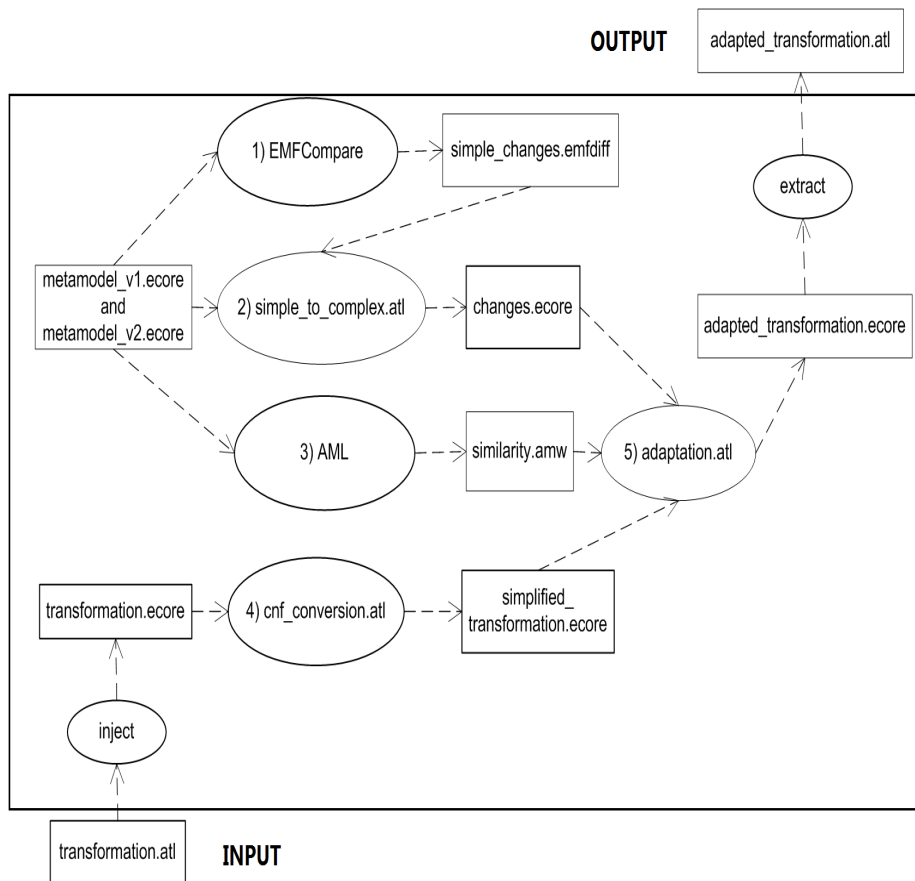 OUTPUT
adapted_transformation.atl
1) EMFCompare
simple_changes.emfdiff
extract
metamodel_v1.ecore
and
metamodel_v2.ecore
2) simple_to_complex.atl
changes.ecore
adapted_transformation.ecore
3) AML
similarity.amw
5) adaptation.atl
transformation.ecore
4) cnf_conversion.atl
simplified_
transformation.ecore
inject
transformation.atl
INPUT